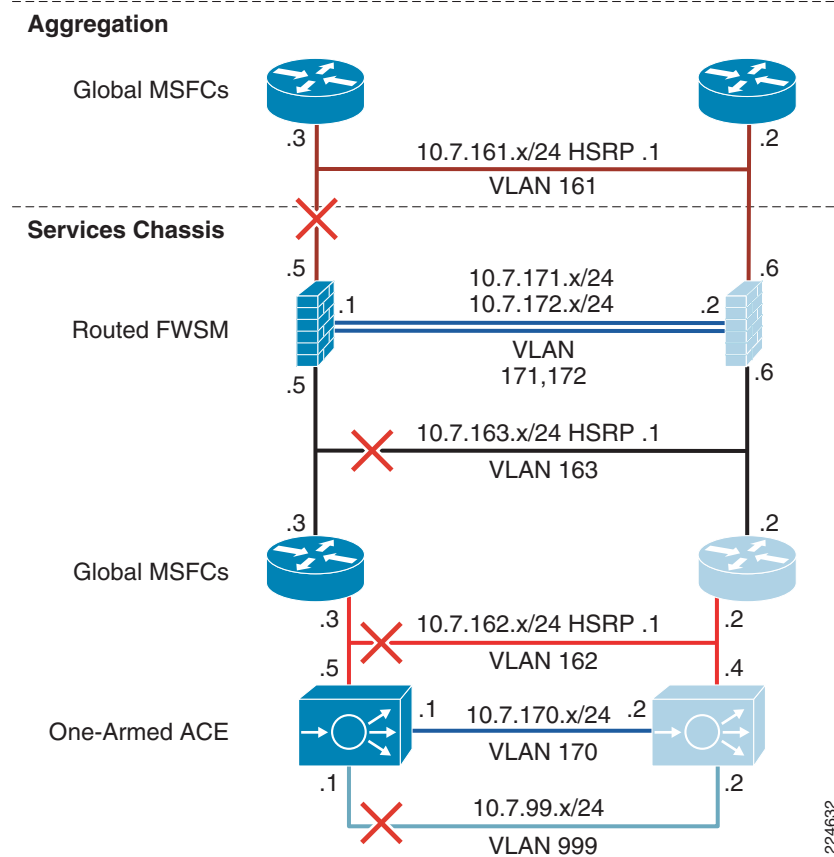 Aggregation
Global MSFCs
.3
.2
10.7.161.x/24 HSRP .1
VLAN 161
Services Chassis
.5
.6
10.7.171.x/24
10.7.172.x/24
.1
.2
Routed FWSM
VLAN
171,172
.5
.6
10.7.163.x/24 HSRP .1
VLAN 163
.3
.2
Global MSFCs
.3
.2
10.7.162.x/24 HSRP .1
VLAN 162
.5
.4
.1
.2
10.7.170.x/24
One-Armed ACE
VLAN 170
.1
.2
10.7.99.x/24
VLAN 999
224632